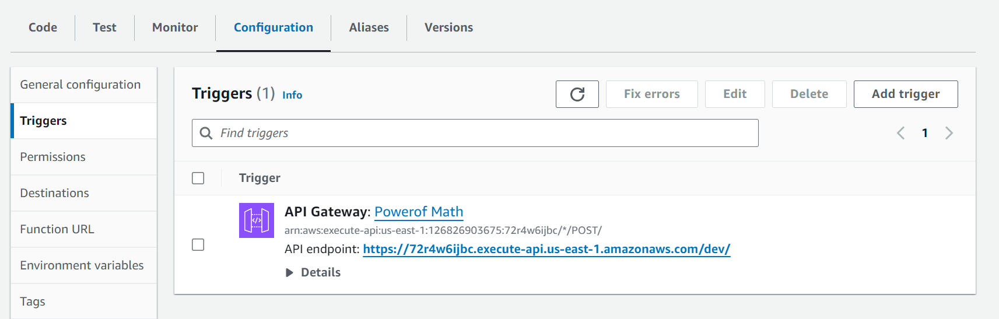 Code Test Monitor Configuration Aliases Versions
General configuration
Triggers
Permissions
Destinations
Function URL
Environment variables
Tags
Triggers (1) Info
Fix errors Edit Delete Add trigger
Find triggers
1
Trigger
</>
API Gateway: Powerof Math
arn:aws:execute-api:us-east-1:126826903675:72r4w6ijbc/*/POST/
API endpoint: https://72r4w6ijbc.execute-api.us-east-1.amazonaws.com/dev/
Details